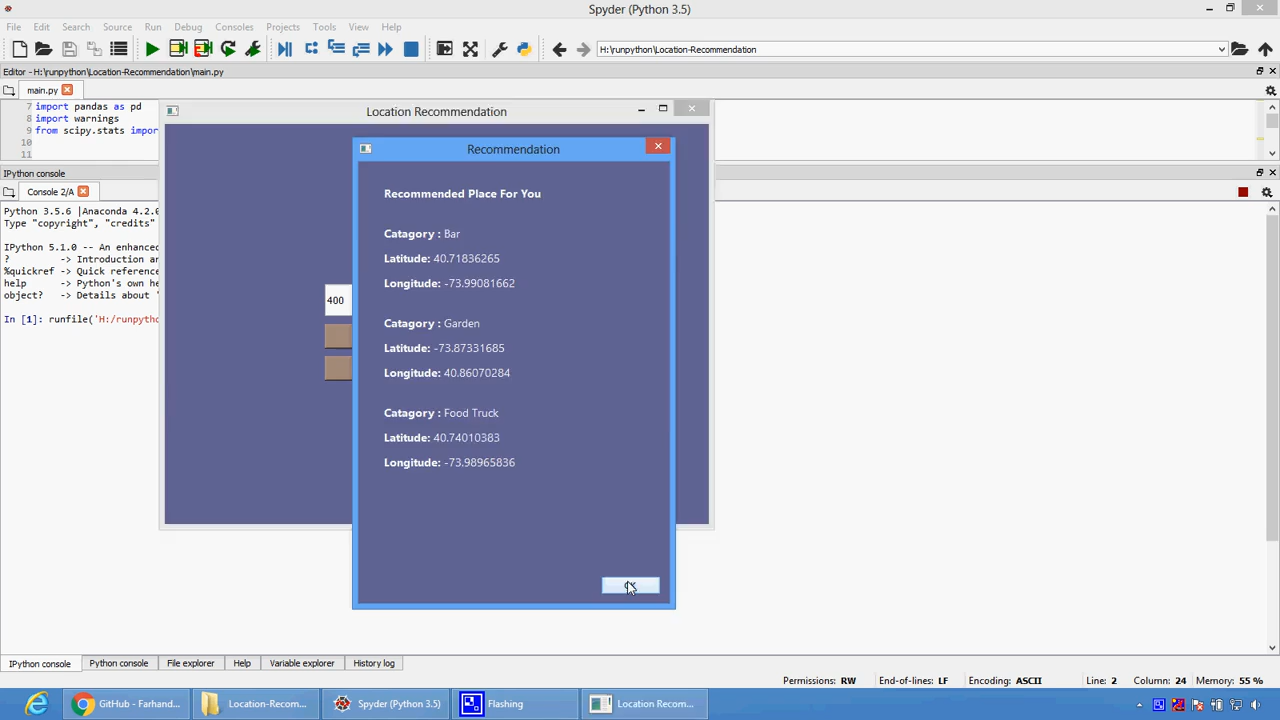 Spyder (Python 3.5)
File Edit Search Source Run Debug Consoles Projects Tools View Help
H:\runpython\Location-Recommendation
Editor - H:\runpython\Location-Recommendation\main.py
main.py
7 import pandas as pd
8 import warnings
9 from scipy.stats impor
10
11
IPython console
Console 2/A
Python 3.5.6 |Anaconda 4.2.0
Type "copyright", "credits"
IPython 5.1.0 -- An enhanced
? -> Introduction an
%quickref -> Quick reference
help -> Python's own he
object? -> Details about '
In [1]: runfile('H:/runpytho
Location Recommendation
400
Recommendation
Recommended Place For You
Catagory : Bar
Latitude: 40.71836265
Longitude: -73.99081662
Catagory : Garden
Latitude: -73.87331685
Longitude: 40.86070284
Catagory : Food Truck
Latitude: 40.74010383
Longitude: -73.98965836
IPython console Python console File explorer Help Variable explorer History log
Permissions: RW End-of-lines: LF Encoding: ASCII Line: 2 Column: 24 Memory: 55 %
GitHub - Farhand... Location-Recom... Spyder (Python 3.5) Flashing Location Recom...